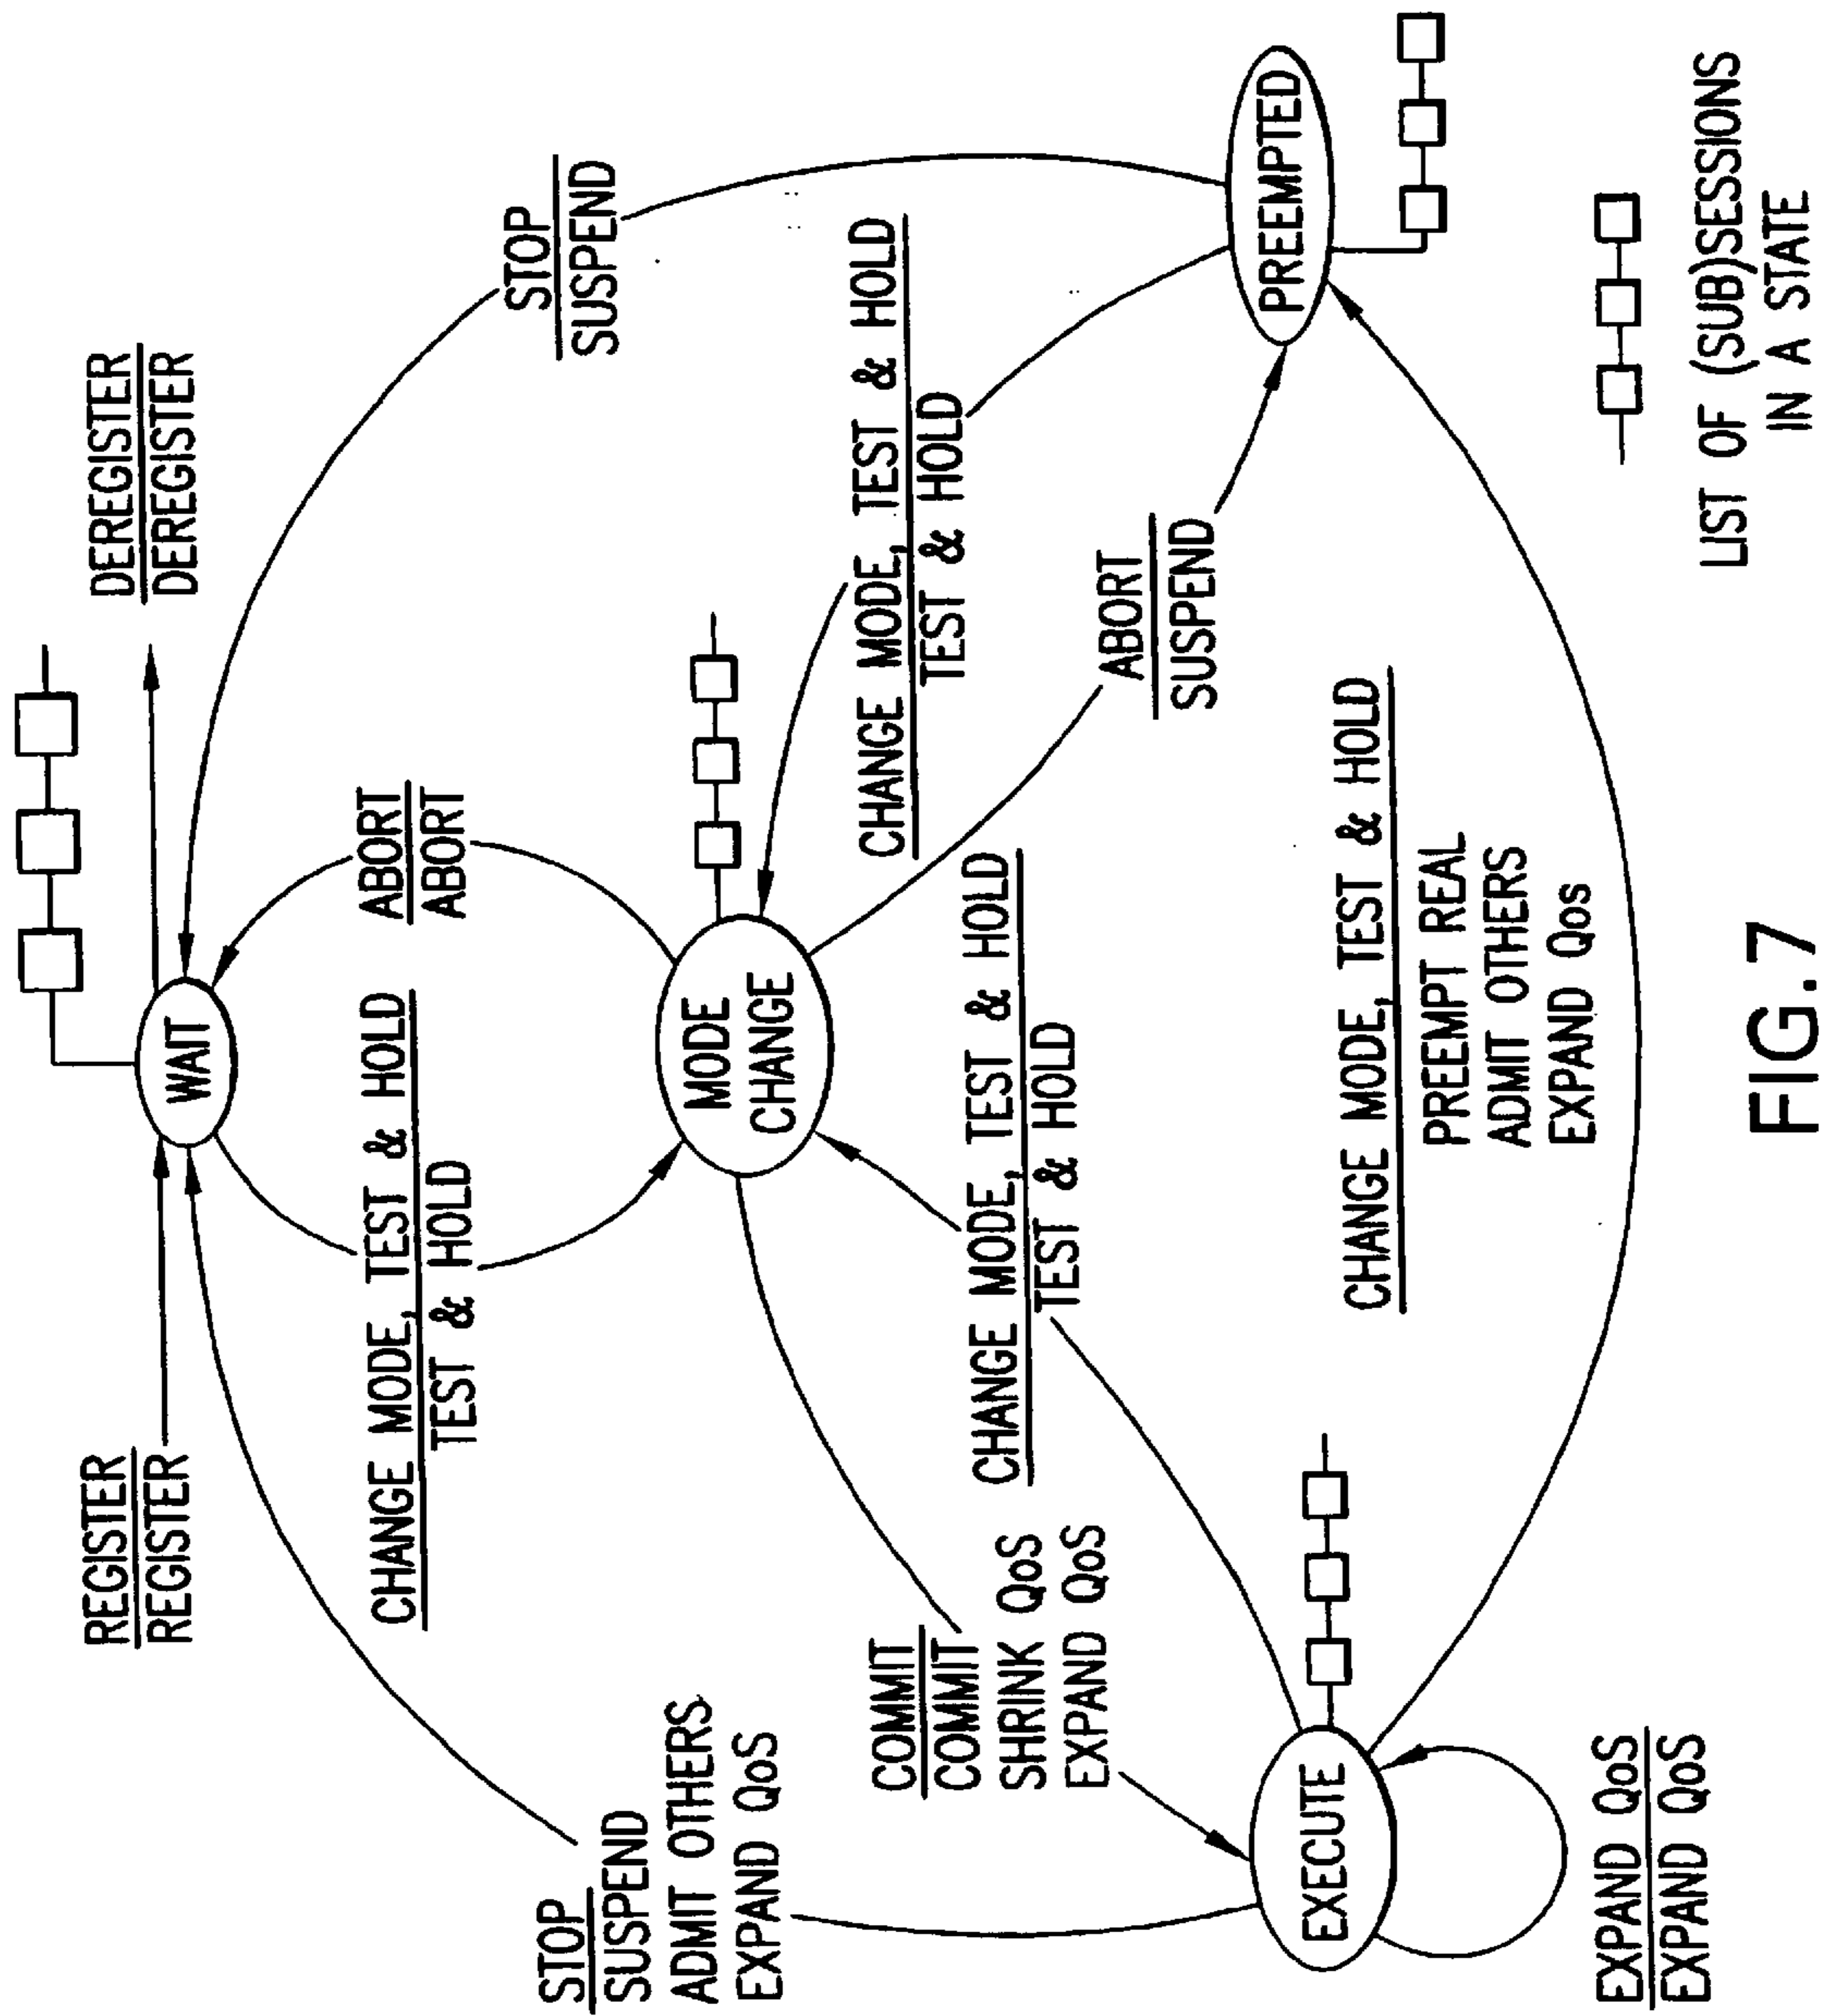 REGISTER
REGISTER
DEREGISTER
DEREGISTER
WAIT
STOP
SUSPEND
ADMIT OTHERS
EXPAND QoS
CHANGE MODE, TEST & HOLD
TEST & HOLD
ABORT
ABORT
STOP
SUSPEND
MODE
CHANGE
COMMIT
COMMIT
SHRINK QoS
EXPAND QoS
CHANGE MODE, TEST & HOLD
TEST & HOLD
CHANGE MODE, TEST & HOLD
TEST & HOLD
ABORT
SUSPEND
EXECUTE
PREEMPTED
CHANGE MODE, TEST & HOLD
PREEMPT REAL
ADMIT OTHERS
EXPAND Qos
EXPAND QoS
EXPAND QoS
LIST OF (SUB)SESSIONS
IN A STATE
FIG.7